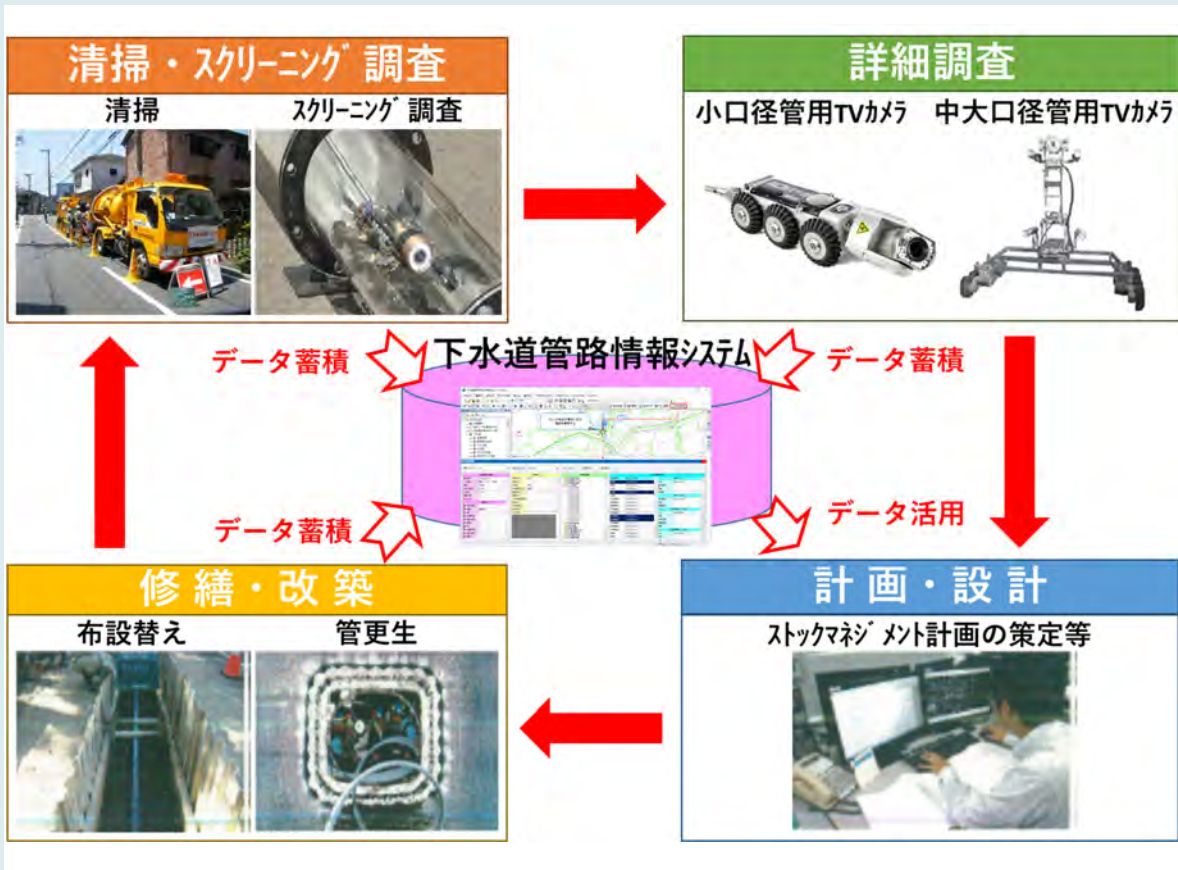 清掃・スクリーニング調査
清掃
スクリーニング調査
詳細調査
小口径管用TVカメラ
中大口径管用TVカメラ
データ蓄積
下水道管路情報システム
データ蓄積
データ蓄積
データ活用
修繕・改築
布設替え
管更生
計画・設計
ストックマネジメント計画の策定等